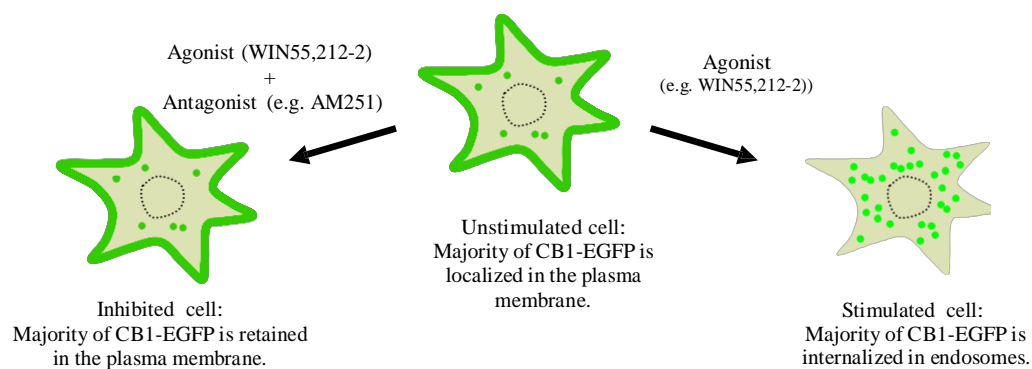 Agonist (WIN55,212-2)
+
Antagonist (e.g. AM251)
Agonist
(e.g. WIN55,212-2))
Unstimulated cell:
Majority of CB1-EGFP is
localized in the plasma
membrane.
Inhibited cell:
Majority of CB1-EGFP is retained
in the plasma membrane.
Stimulated cell:
Majority of CB1-EGFP is
internalized in endosomes.